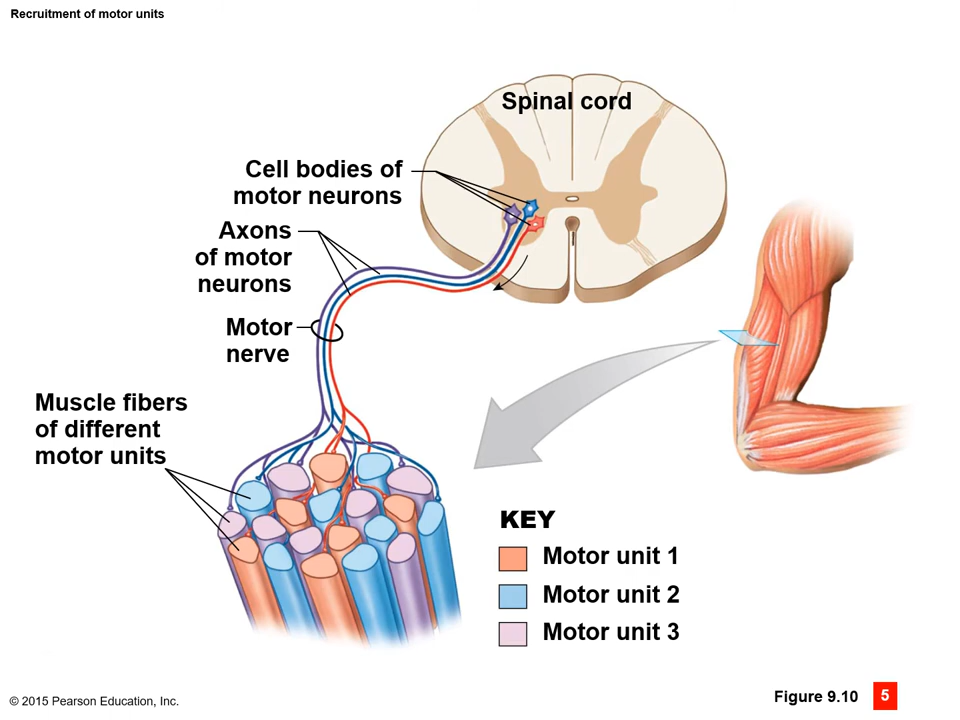 Recruitment of motor units
Spinal cord
Cell bodies of
motor neurons
Axons
of motor
neurons
Motor
nerve
Muscle fibers
of different
motor units
KEY
Motor unit 1
Motor unit 2
Motor unit 3
© 2015 Pearson Education, Inc.
Figure 9.10
5